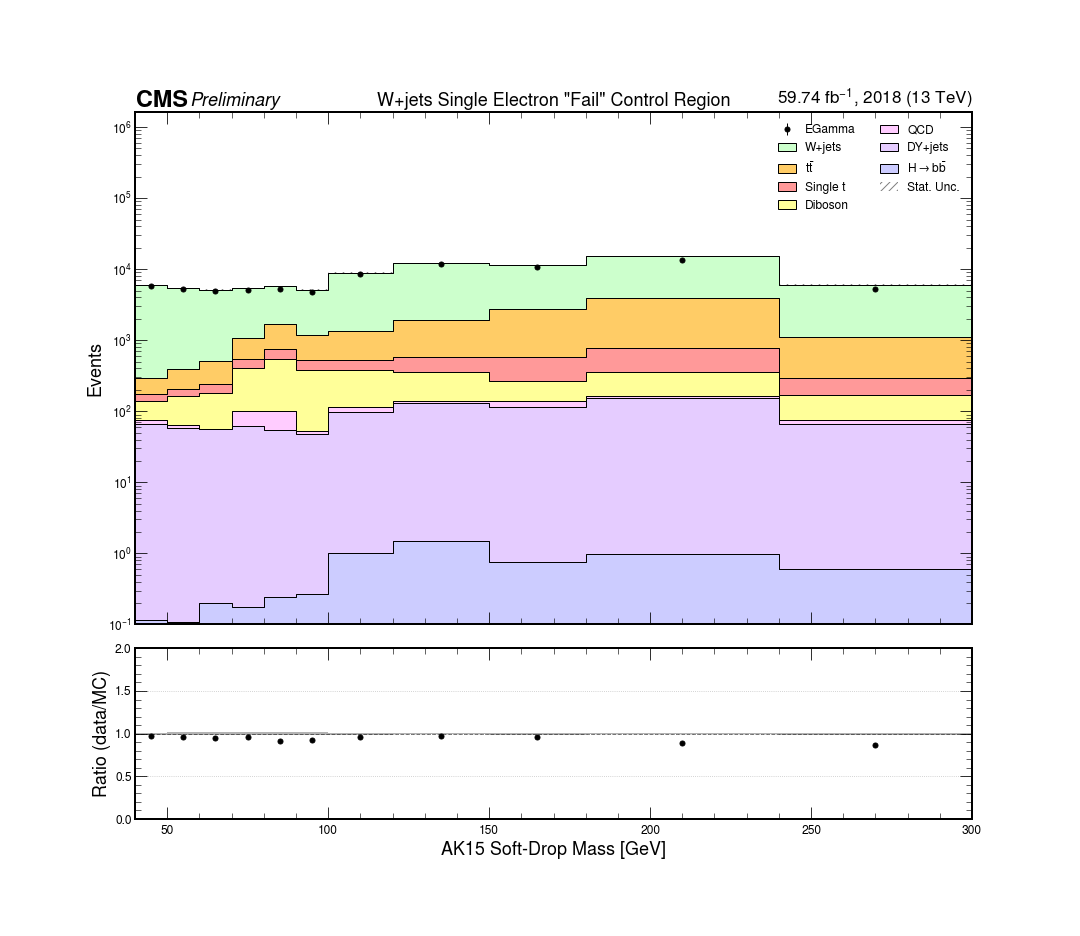 CMS Preliminary W+jets Single Electron "Fail" Control Region 59.74 fb⁻¹, 2018 (13 TeV)
EGamma
W+jets
tt̄
Single t
Diboson
QCD
DY+jets
H→bb̄
Stat. Unc.
Events
10⁶
10⁵
10⁴
10³
10²
10¹
10⁰
10⁻¹
Ratio (data/MC)
2.0
1.5
1.0
0.5
0.0
50 100 150 200 250 300
AK15 Soft-Drop Mass [GeV]